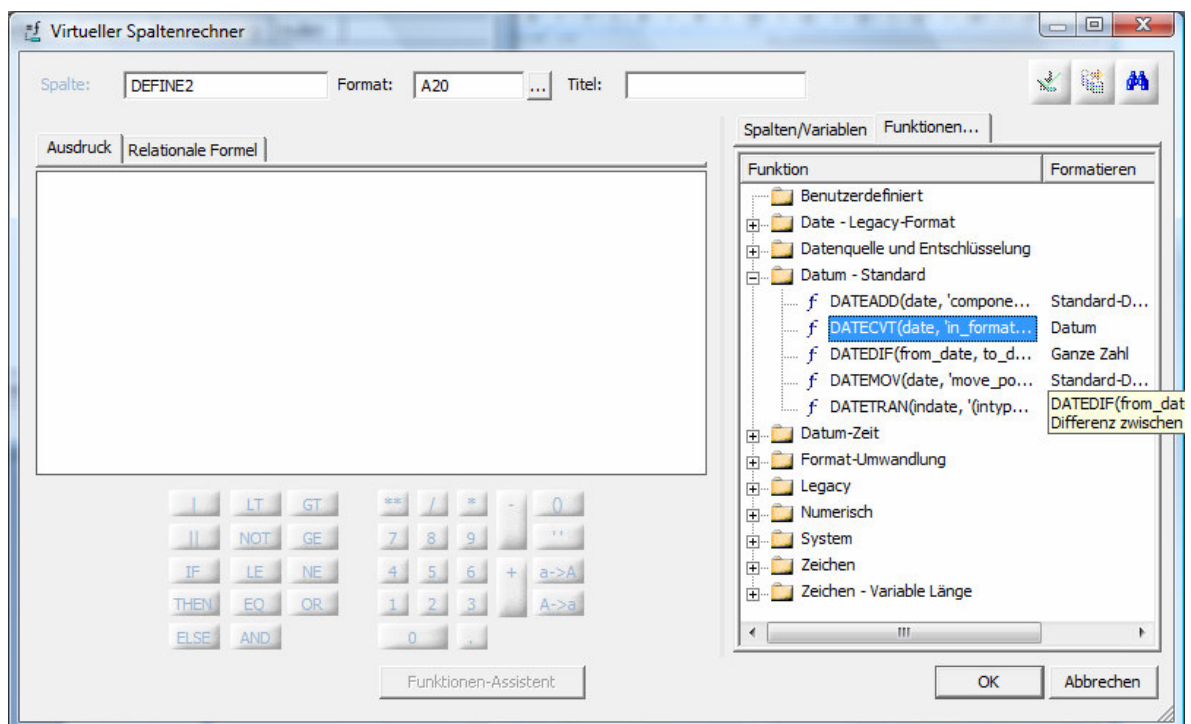 Virtueller Spaltenrechner
Spalte: DEFINE2 Format: A20 ... Titel:
Spalten/Variablen Funktionen...
Ausdruck Relationale Formel
Funktion Formatieren
Benutzerdefiniert
Date - Legacy-Format
Datenquelle und Entschlüsselung
Datum - Standard
DATEADD(date, 'compone... Standard-D...
DATECVT(date, 'in_format... Datum
DATEDIF(from_date, to_d... Ganze Zahl
DATEMOV(date, 'move_po... Standard-D...
DATETRAN(indate, '(intyp...
DATEDIF(from_dat
Differenz zwischen
Datum-Zeit
Format-Umwandlung
Legacy
Numerisch
System
Zeichen
Zeichen - Variable Länge
| LT GT ** / * - ()
|| NOT GE 7 8 9 ' '
IF LE NE 4 5 6 + a->A
THEN EQ OR 1 2 3 A->a
ELSE AND 0 .
Funktionen-Assistent
OK Abbrechen